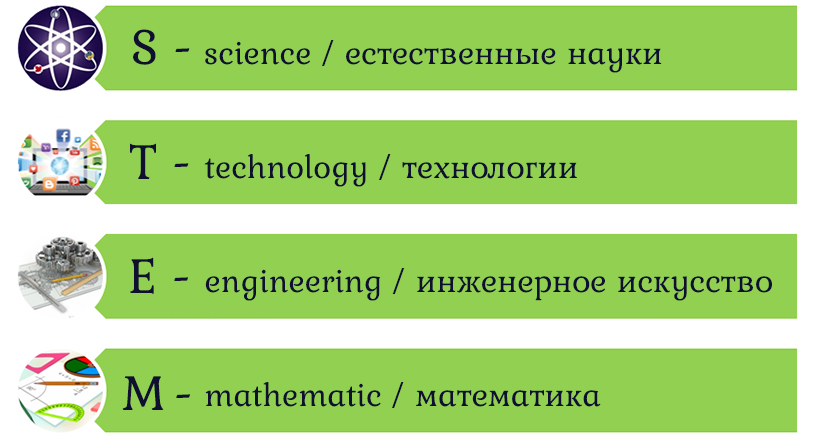 S - science / естественные науки
T - technology / технологии
E - engineering / инженерное искусство
M - mathematic / математика